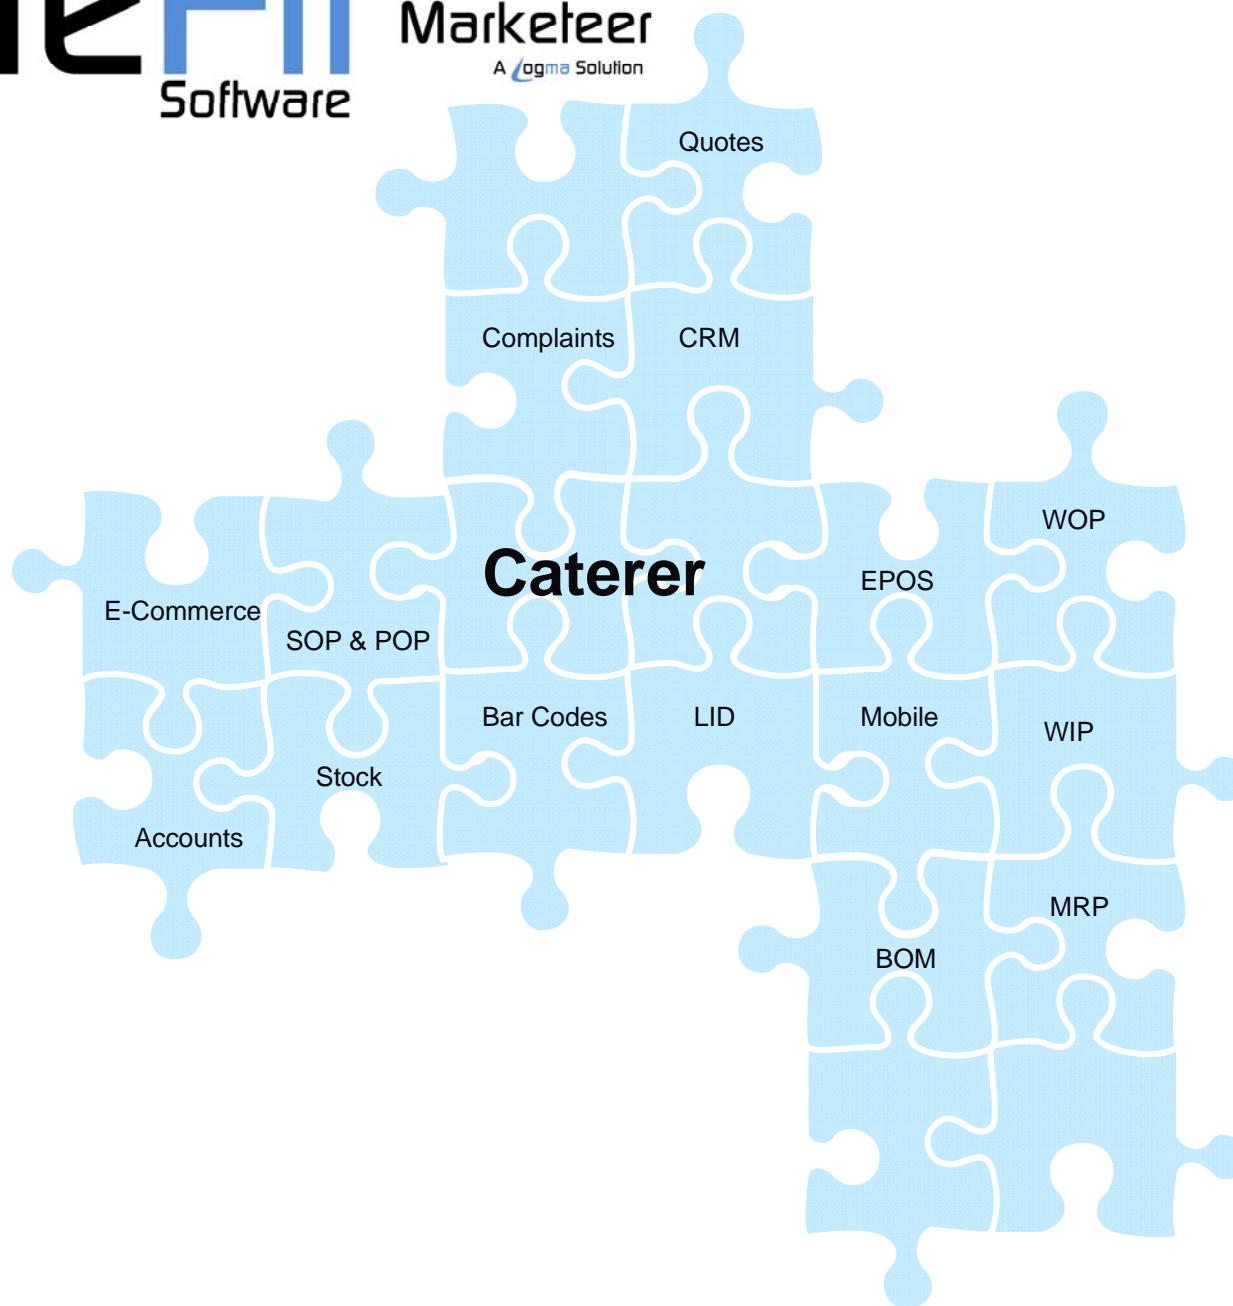 Software
Marketeer
A Logma Solution
Quotes
Complaints
CRM
WOP
Caterer
EPOS
E-Commerce
SOP & POP
Bar Codes
LID
Mobile
WIP
Stock
Accounts
MRP
BOM